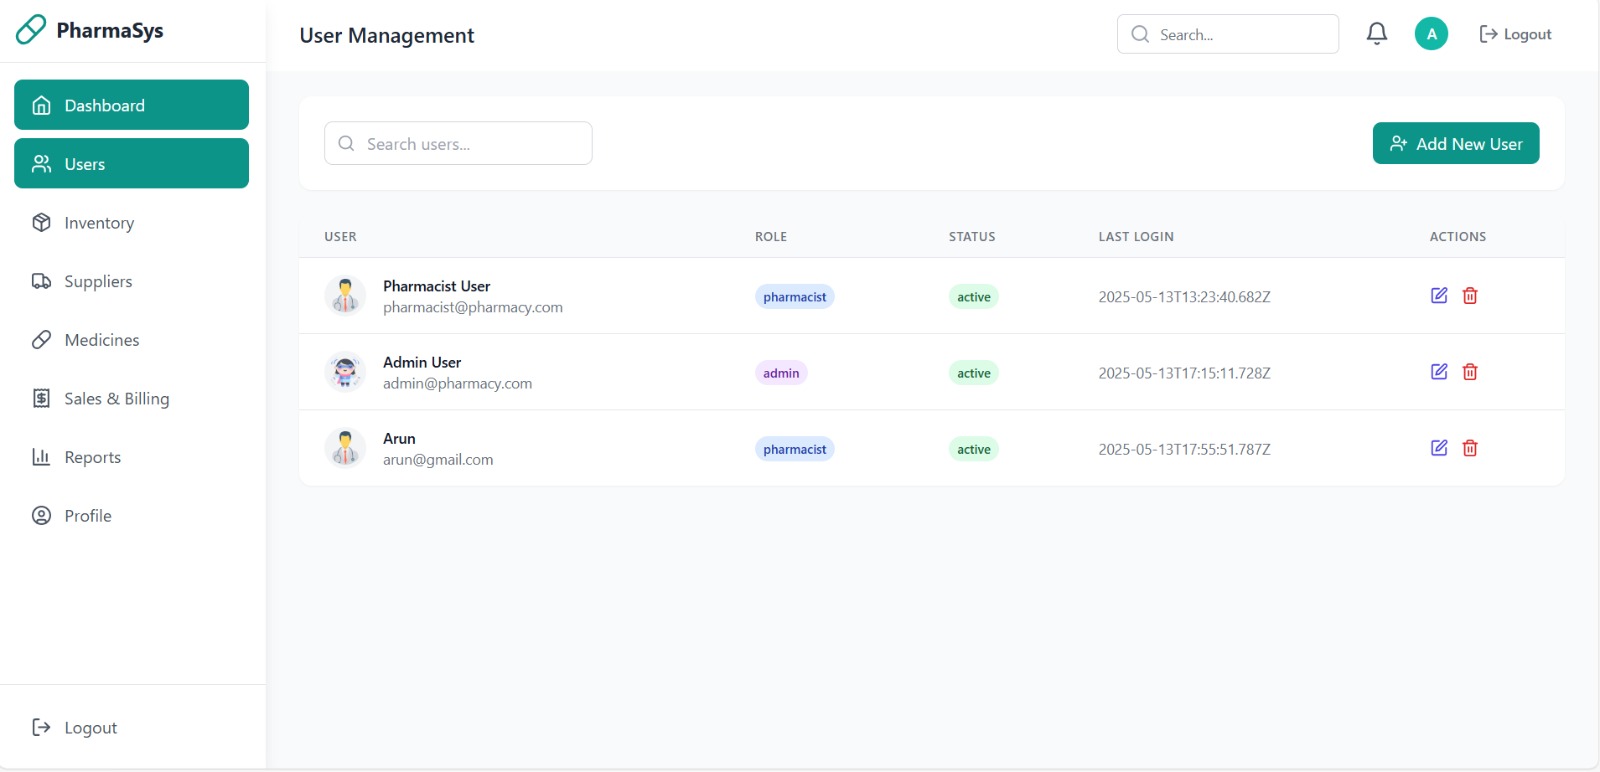 PharmaSys
User Management
Search...
A
Logout
Dashboard
Users
Inventory
Suppliers
Medicines
Sales & Billing
Reports
Profile
Logout
Search users...
Add New User
USER ROLE STATUS LAST LOGIN ACTIONS
Pharmacist User
pharmacist@pharmacy.com
pharmacist active 2025-05-13T13:23:40.682Z
Admin User
admin@pharmacy.com
admin active 2025-05-13T17:15:11.728Z
Arun
arun@gmail.com
pharmacist active 2025-05-13T17:55:51.787Z